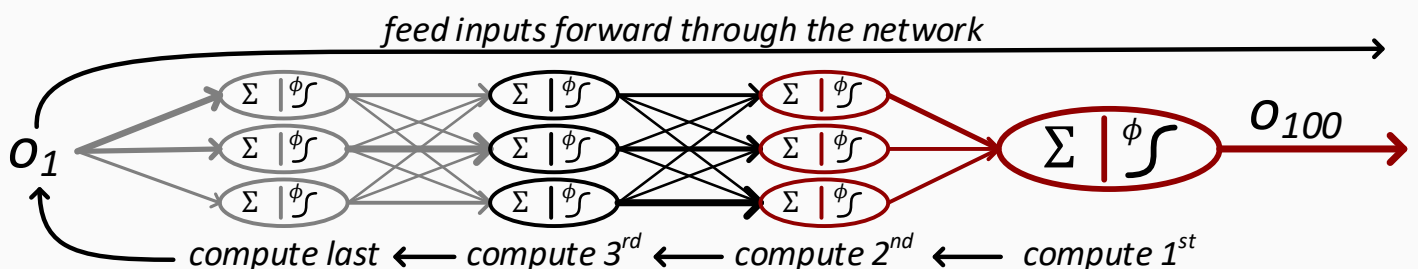 feed inputs forward through the network
Σ | ϕ∫ Σ | ϕ∫ Σ | ϕ∫
Σ | ϕ∫ Σ | ϕ∫ Σ | ϕ∫ Σ | ϕ∫ o100
o1
Σ | ϕ∫ Σ | ϕ∫ Σ | ϕ∫
compute last ← compute 3rd ← compute 2nd ← compute 1st